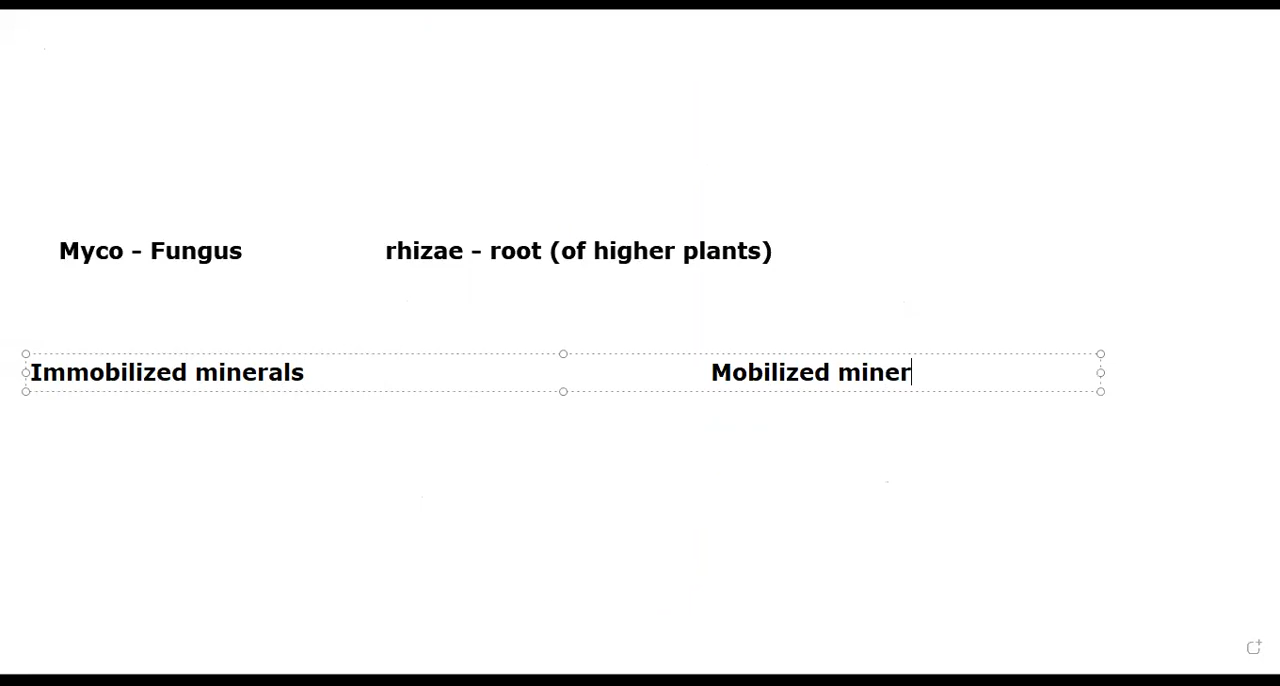 Myco - Fungus rhizae - root (of higher plants)
Immobilized minerals Mobilized miner